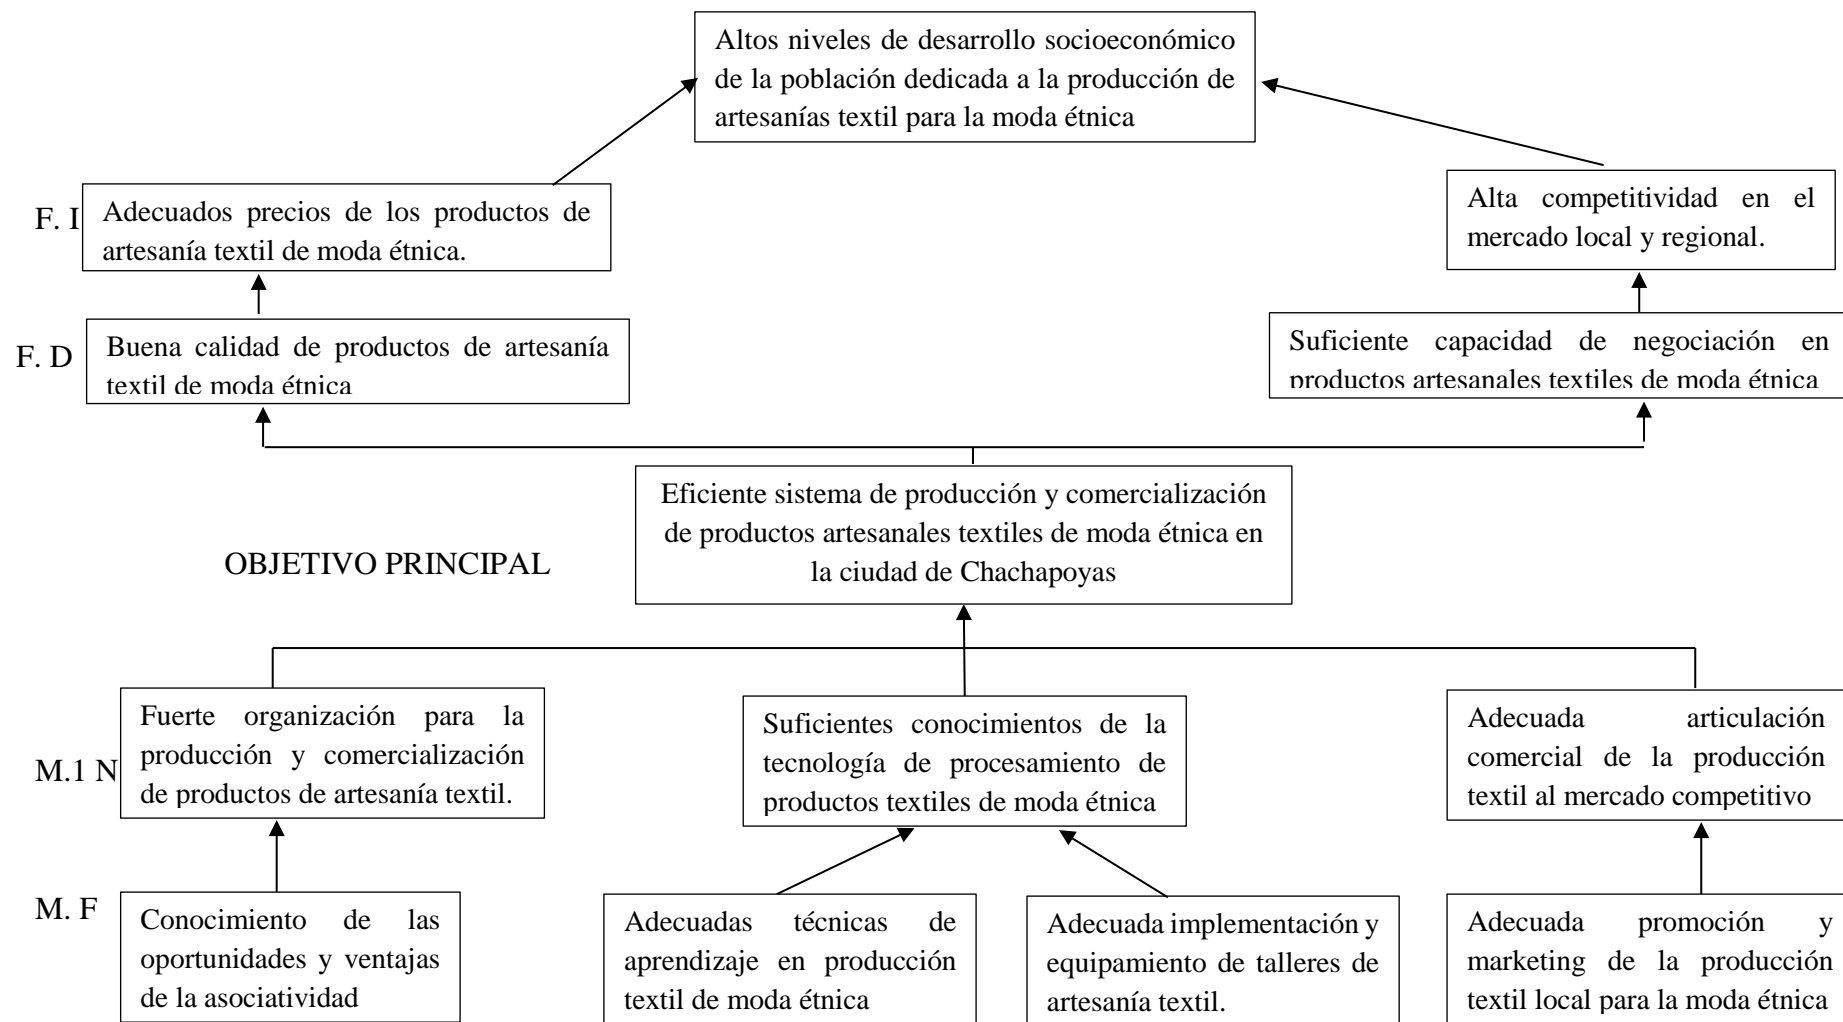 Altos niveles de desarrollo socioeconómico
de la población dedicada a la producción de
artesanías textil para la moda étnica
F. I
Adecuados precios de los productos de
artesanía textil de moda étnica.
Alta competitividad en el
mercado local y regional.
F. D
Buena calidad de productos de artesanía
textil de moda étnica
Suficiente capacidad de negociación en
productos artesanales textiles de moda étnica
Eficiente sistema de producción y comercialización
de productos artesanales textiles de moda étnica en
la ciudad de Chachapoyas
OBJETIVO PRINCIPAL
M.1 N
Fuerte organización para la
producción y comercialización
de productos de artesanía textil.
Suficientes conocimientos de la
tecnología de procesamiento de
productos textiles de moda étnica
Adecuada articulación
comercial de la producción
textil al mercado competitivo
M. F
Conocimiento de las
oportunidades y ventajas
de la asociatividad
Adecuadas técnicas de
aprendizaje en producción
textil de moda étnica
Adecuada implementación y
equipamiento de talleres de
artesanía textil.
Adecuada promoción y
marketing de la producción
textil local para la moda étnica